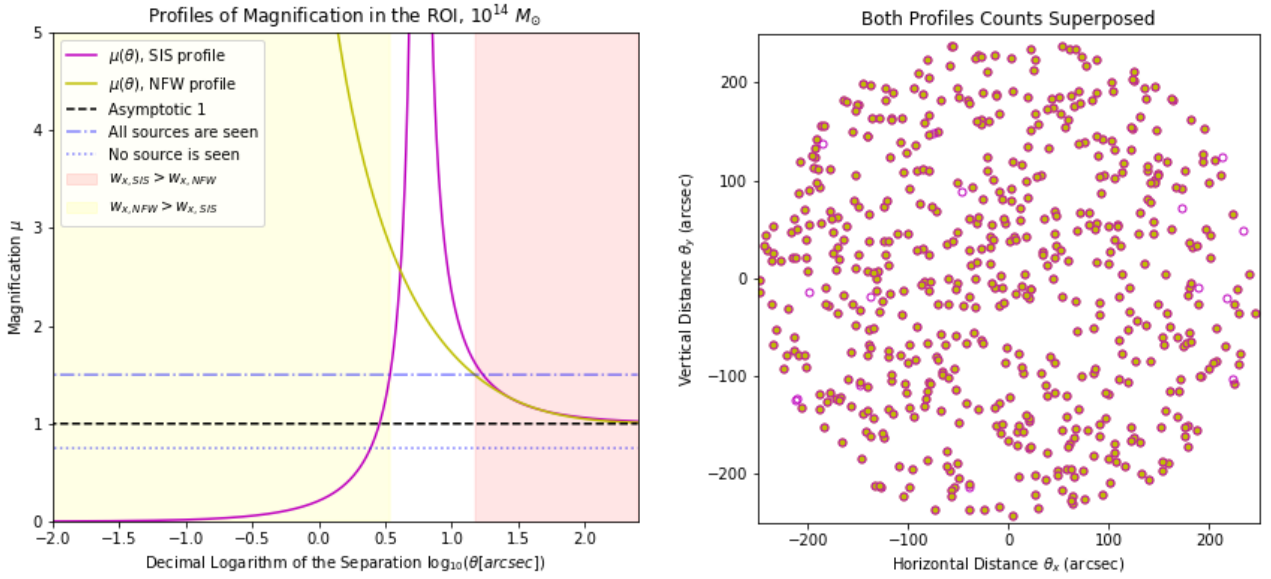 Profiles of Magnification in the ROI, 10¹⁴ M⊙
5
4
3
2
1
0
Magnification μ
μ(θ), SIS profile
μ(θ), NFW profile
Asymptotic 1
All sources are seen
No source is seen
w_{x,SIS} > w_{x,NFW}
w_{x,NFW} > w_{x,SIS}
−2.0 −1.5 −1.0 −0.5 0.0 0.5 1.0 1.5 2.0
Decimal Logarithm of the Separation log₁₀(θ[arcsec])
Both Profiles Counts Superposed
200
100
0
−100
−200
Vertical Distance θ_y (arcsec)
−200 −100 0 100 200
Horizontal Distance θ_x (arcsec)